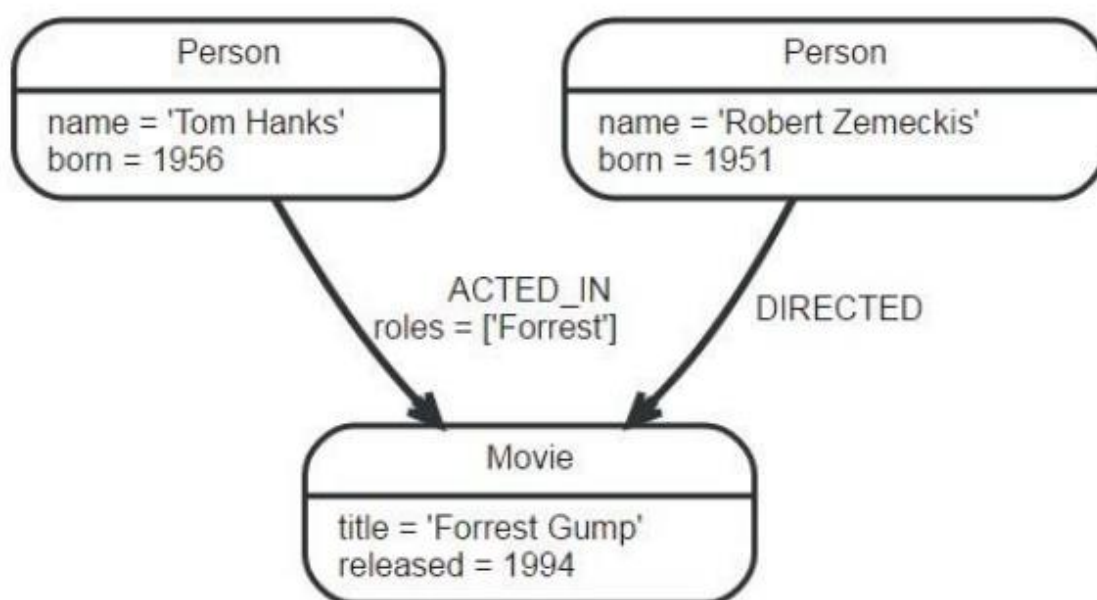 Person
name = 'Tom Hanks'
born = 1956
Person
name = 'Robert Zemeckis'
born = 1951
ACTED_IN
roles = ['Forrest']
DIRECTED
Movie
title = 'Forrest Gump'
released = 1994